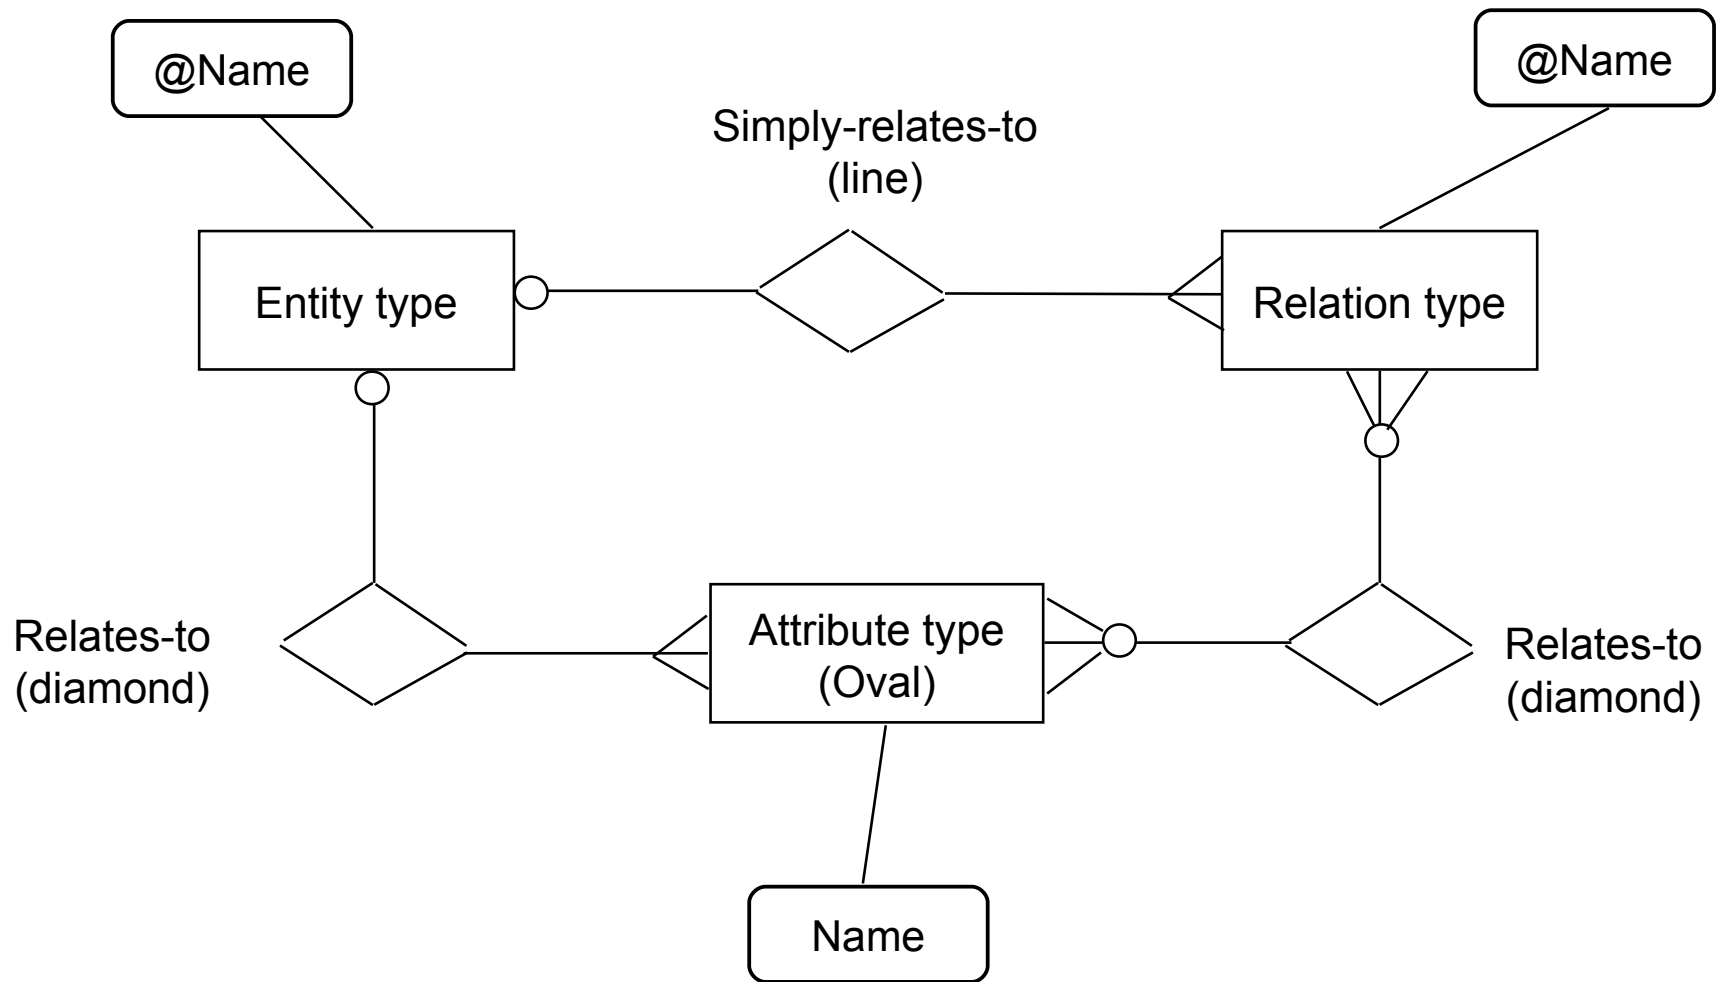 @Name
@Name
Simply-relates-to
(line)
Entity type
Relation type
Relates-to
(diamond)
Attribute type
(Oval)
Relates-to
(diamond)
Name